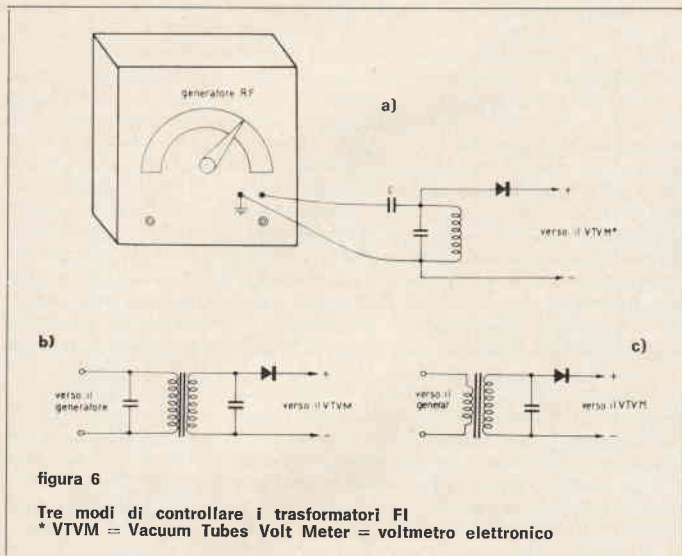 generatore RF
a)
C
+
verso il VTVM*
−
b)
verso il
generatore
+
verso il VTVM
−
c)
verso il
general
+
verso il VTVM
−
figura 6
Tre modi di controllare i trasformatori FI
* VTVM = Vacuum Tubes Volt Meter = voltmetro elettronico